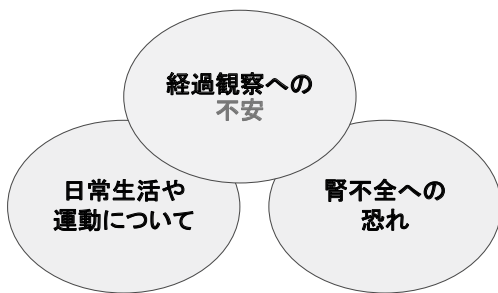 経過観察への
不安
日常生活や
運動について
腎不全への
恐れ